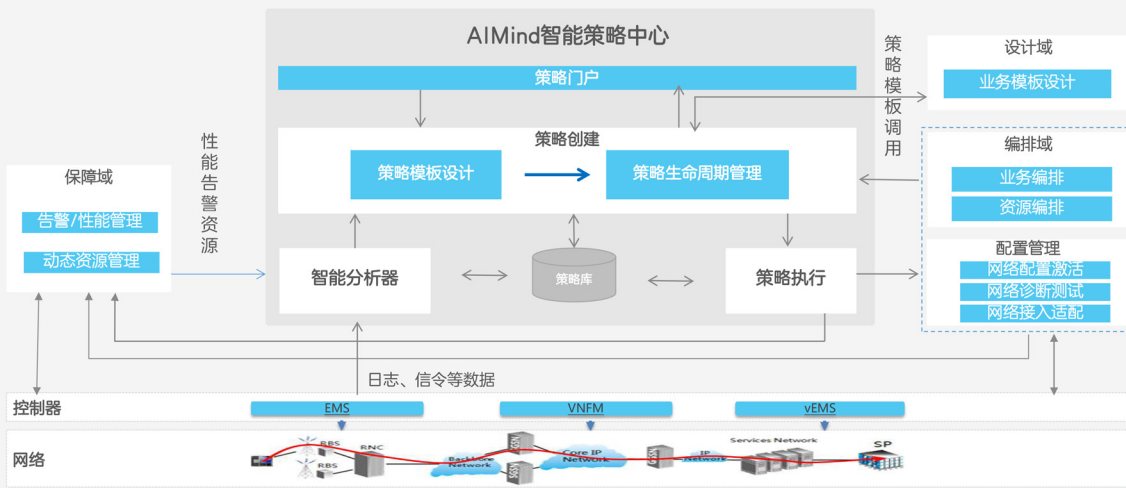 AIMind智能策略中心
策略门户
策略创建
策略模板设计
策略生命周期管理
智能分析器
策略库
策略执行
策略模板调用
设计域
业务模板设计
编排域
业务编排
资源编排
配置管理
网络配置激活
网络诊断测试
网络接入适配
保障域
告警/性能管理
动态资源管理
性能告警资源
日志、信令等数据
控制器
EMS
VNFM
vEMS
网络
RBS
RBS
RNC
Backbone
Network
SGSN
Core IP
Network
GGSN
IP
Network
Services Network
SP